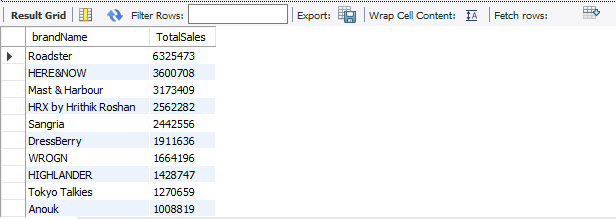 Result Grid Filter Rows: Export: Wrap Cell Content: Fetch rows:
brandName TotalSales
Roadster 6325473
HERE&NOW 3600708
Mast & Harbour 3173409
HRX by Hrithik Roshan 2562282
Sangria 2442556
DressBerry 1911636
WROGN 1664196
HIGHLANDER 1428747
Tokyo Talkies 1270659
Anouk 1008819